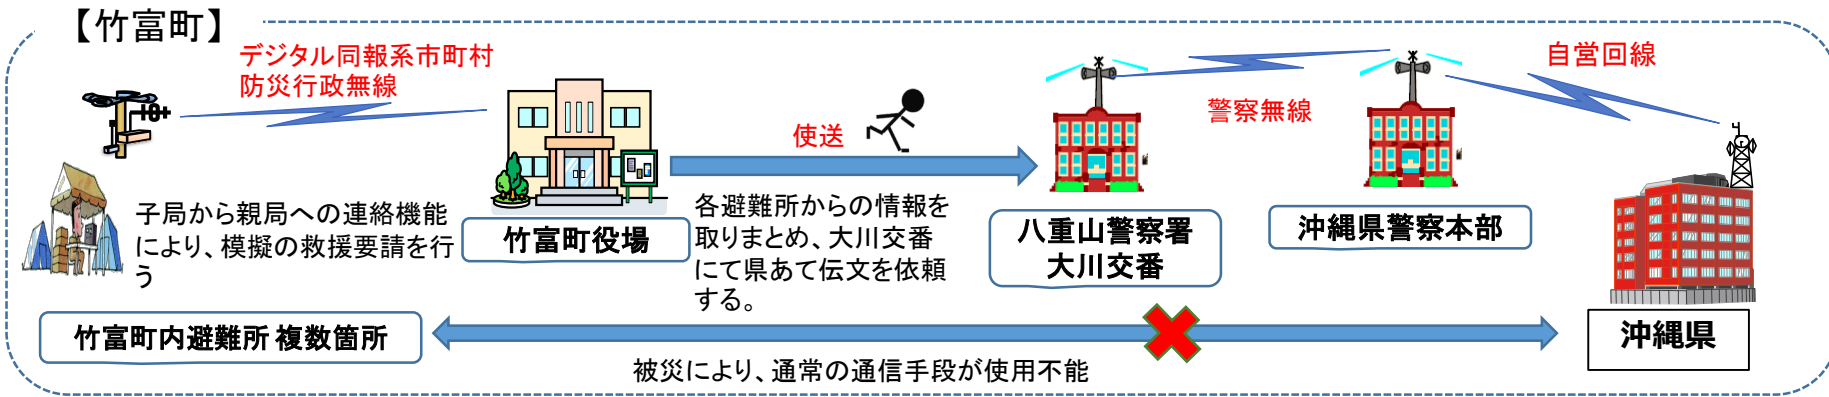 【竹富町】
デジタル同報系市町村
防災行政無線
子局から親局への連絡機能
により、模擬の救援要請を行
う
竹富町役場
使送
各避難所からの情報を
取りまとめ、大川交番
にて県あて伝文を依頼
する。
八重山警察署
大川交番
警察無線
沖縄県警察本部
自営回線
沖縄県
竹富町内避難所 複数箇所
被災により、通常の通信手段が使用不能